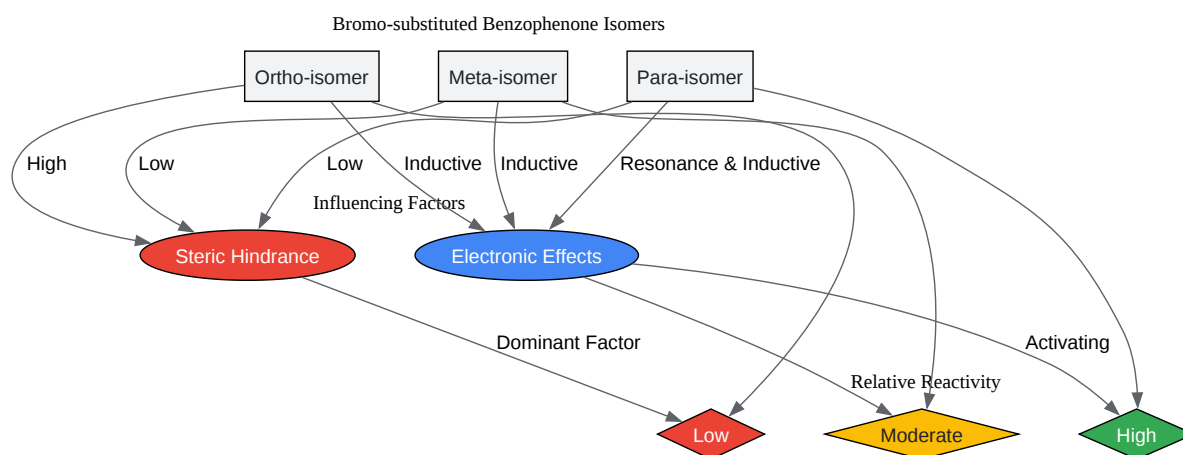 Bromo-substituted Benzophenone Isomers
Ortho-isomer
Meta-isomer
Para-isomer
High
Low
Low
Inductive
Inductive
Resonance & Inductive
Influencing Factors
Steric Hindrance
Electronic Effects
Dominant Factor
Activating
Relative Reactivity
Low
Moderate
High